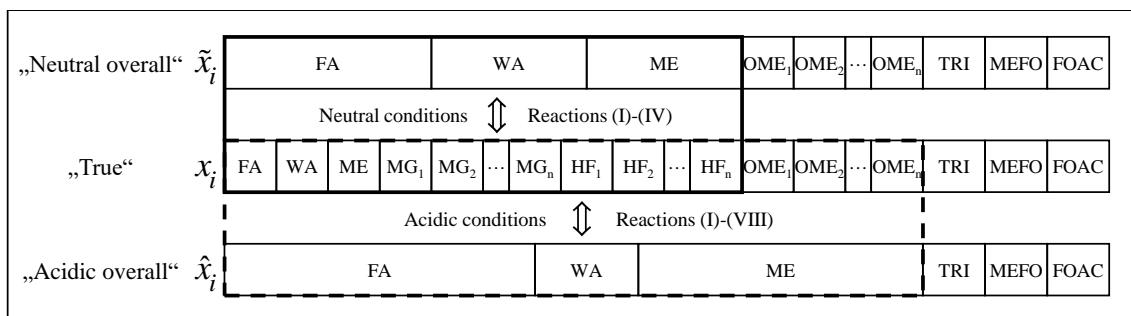 „Neutral overall“ x̃i FA WA ME OME1 OME2 ⋯ OMEn TRI MEFO FOAC
Neutral conditions ⇕ Reactions (I)-(IV)
„True“ xi FA WA ME MG1 MG2 ⋯ MGn HF1 HF2 ⋯ HFn OME1 OME2 ⋯ OMEn TRI MEFO FOAC
Acidic conditions ⇕ Reactions (I)-(VIII)
„Acidic overall“ x̂i FA WA ME TRI MEFO FOAC